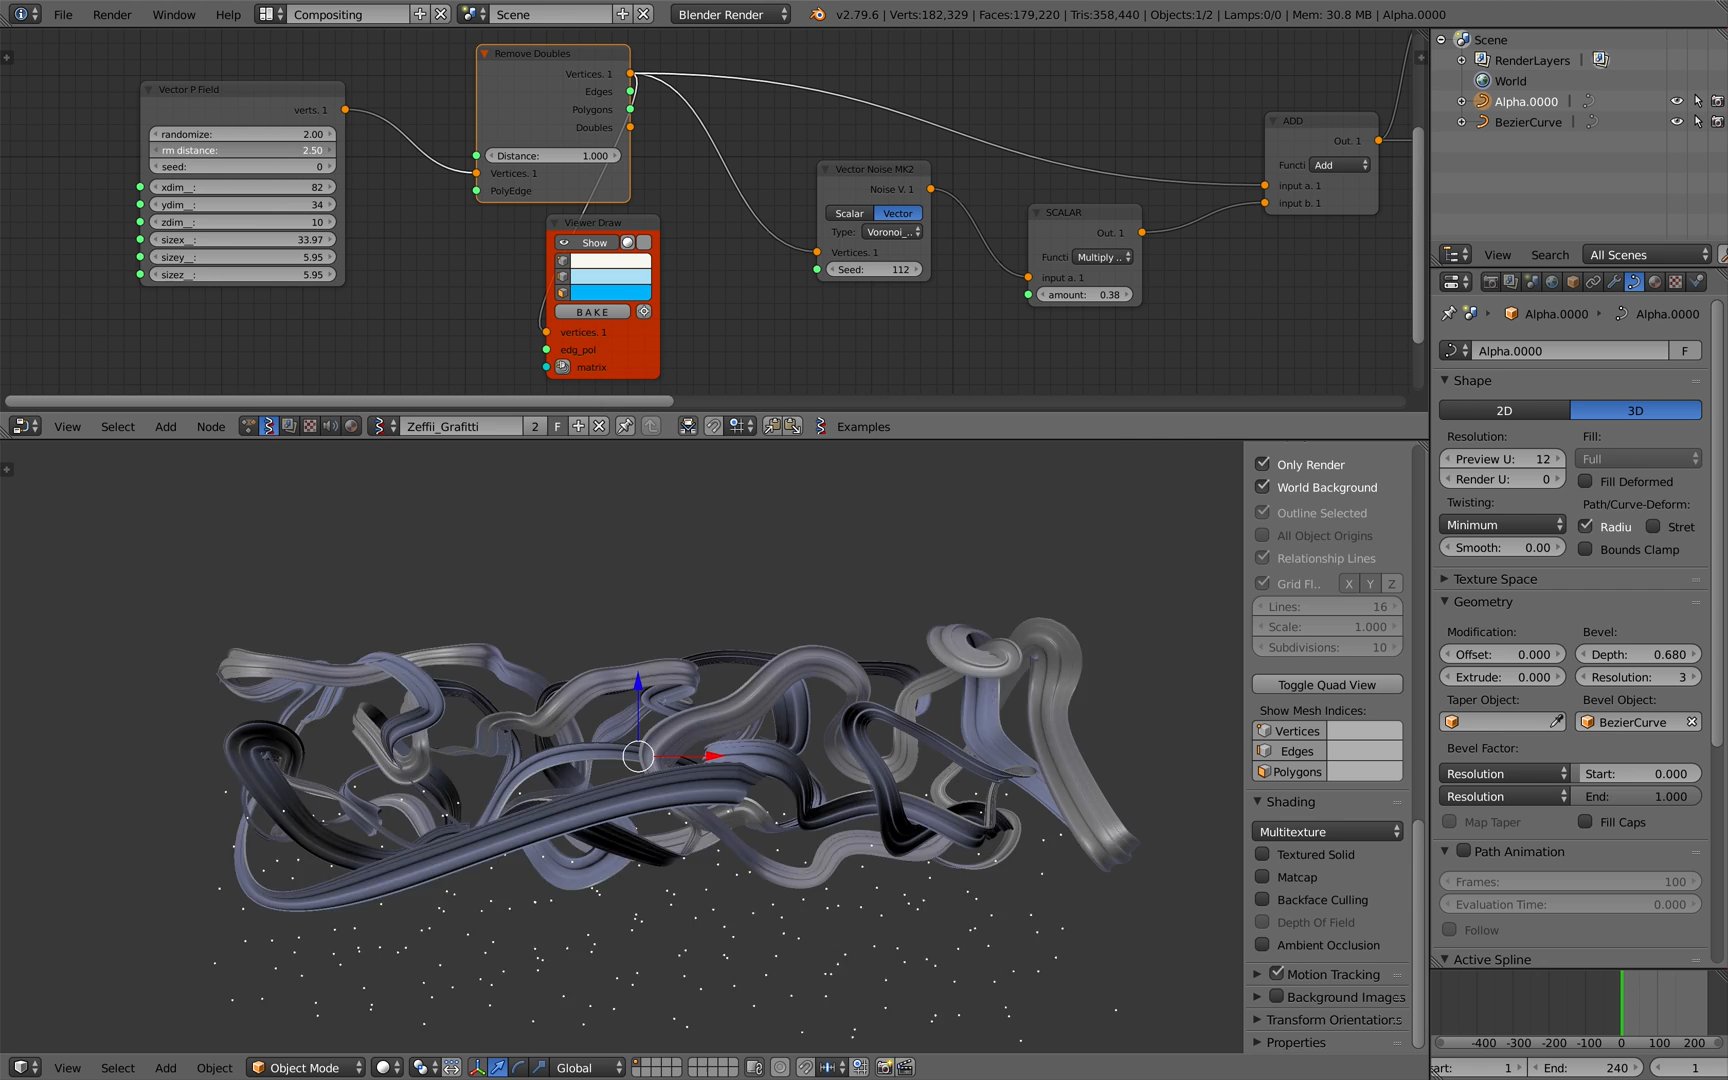 File Render Window Help Compositing Scene Blender Render v2.79.6 | Verts:182,329 | Faces:179,220 | Tris:358,440 | Objects:1/2 | Lamps:0/0 | Mem: 30.8 MB | Alpha.0000
Vector P Field
verts. 1
randomize: 2.00
rm distance: 2.50
seed: 0
xdim__: 82
ydim__: 34
zdim__: 10
sizex__: 33.97
sizey__: 5.95
sizez__: 5.95
Remove Doubles
Vertices. 1
Edges
Polygons
Doubles
Distance: 1.000
Vertices. 1
PolyEdge
Viewer Draw
Show
BAKE
vertices. 1
edg_pol
matrix
Vector Noise MK2
Noise V. 1
Scalar Vector
Type: Voronoi_..
Vertices. 1
Seed: 112
SCALAR
Out. 1
Functi Multiply ..
input a. 1
amount: 0.38
ADD
Out. 1
Functi Add
input a. 1
input b. 1
View Select Add Node Zeffii_Grafitti 2 F Examples
Only Render
World Background
Outline Selected
All Object Origins
Relationship Lines
Grid Fl.. X Y Z
Lines: 16
Scale: 1.000
Subdivisions: 10
Toggle Quad View
Show Mesh Indices:
Vertices
Edges
Polygons
Shading
Multitexture
Textured Solid
Matcap
Backface Culling
Depth Of Field
Ambient Occlusion
Motion Tracking
Background Images
Transform Orientations
Properties
View Select Add Object Object Mode Global
Scene
RenderLayers
World
Alpha.0000
BezierCurve
View Search All Scenes
Alpha.0000 Alpha.0000
Alpha.0000 F
Shape
2D 3D
Resolution: Fill:
Preview U: 12 Full
Render U: 0 Fill Deformed
Twisting: Path/Curve-Deform:
Minimum Radiu Stret
Smooth: 0.00 Bounds Clamp
Texture Space
Geometry
Modification: Bevel:
Offset: 0.000 Depth: 0.680
Extrude: 0.000 Resolution: 3
Taper Object: Bevel Object:
BezierCurve
Bevel Factor:
Resolution Start: 0.000
Resolution End: 1.000
Map Taper Fill Caps
Path Animation
Frames: 100
Evaluation Time: 0.000
Follow
Active Spline
-400 -300 -200 -100 0 100 200
art: 1 End: 240 1